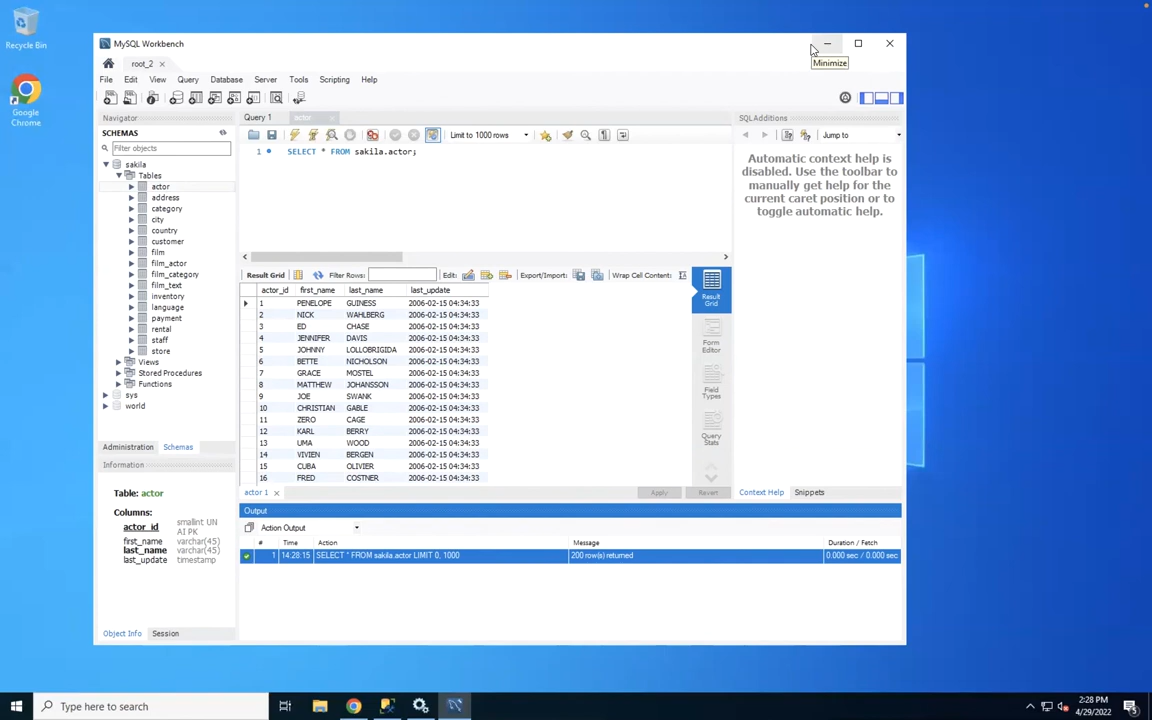 Recycle Bin
Google
Chrome
MySQL Workbench
Minimize
root_2
File Edit View Query Database Server Tools Scripting Help
Navigator
SCHEMAS
Filter objects
sakila
Tables
actor
address
category
city
country
customer
film
film_actor
film_category
film_text
inventory
language
payment
rental
staff
store
Views
Stored Procedures
Functions
sys
world
Administration Schemas
Information
Table: actor
Columns:
actor_id smallint UN
AI PK
first_name varchar(45)
last_name varchar(45)
last_update timestamp
Object Info Session
Query 1 actor
Limit to 1000 rows
1 SELECT * FROM sakila.actor;
Result Grid Filter Rows: Edit: Export/Import: Wrap Cell Content:
actor_id first_name last_name last_update
1 PENELOPE GUINESS 2006-02-15 04:34:33
2 NICK WAHLBERG 2006-02-15 04:34:33
3 ED CHASE 2006-02-15 04:34:33
4 JENNIFER DAVIS 2006-02-15 04:34:33
5 JOHNNY LOLLOBRIGIDA 2006-02-15 04:34:33
6 BETTE NICHOLSON 2006-02-15 04:34:33
7 GRACE MOSTEL 2006-02-15 04:34:33
8 MATTHEW JOHANSSON 2006-02-15 04:34:33
9 JOE SWANK 2006-02-15 04:34:33
10 CHRISTIAN GABLE 2006-02-15 04:34:33
11 ZERO CAGE 2006-02-15 04:34:33
12 KARL BERRY 2006-02-15 04:34:33
13 UMA WOOD 2006-02-15 04:34:33
14 VIVIEN BERGEN 2006-02-15 04:34:33
15 CUBA OLIVIER 2006-02-15 04:34:33
16 FRED COSTNER 2006-02-15 04:34:33
Result
Grid
Form
Editor
Field
Types
Query
Stats
actor 1 Apply Revert
SQLAdditions
Jump to
Automatic context help is
disabled. Use the toolbar to
manually get help for the
current caret position or to
toggle automatic help.
Context Help Snippets
Output
Action Output
# Time Action Message Duration / Fetch
1 14:28:15 SELECT * FROM sakila.actor LIMIT 0, 1000 200 row(s) returned 0.000 sec / 0.000 sec
Type here to search
2:28 PM
4/29/2022
5